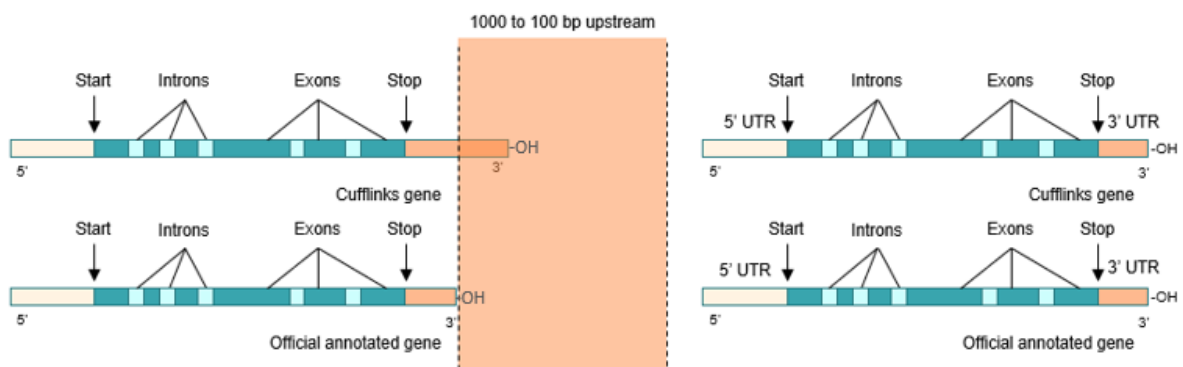 1000 to 100 bp upstream
Start Introns Exons Stop
-OH
5' 3'
Cufflinks gene
Start Introns Exons Stop
-OH
5' 3'
Official annotated gene
Start Introns Exons Stop
5' UTR 3' UTR
-OH
5' 3'
Cufflinks gene
Start Introns Exons Stop
5' UTR 3' UTR
-OH
5' 3'
Official annotated gene